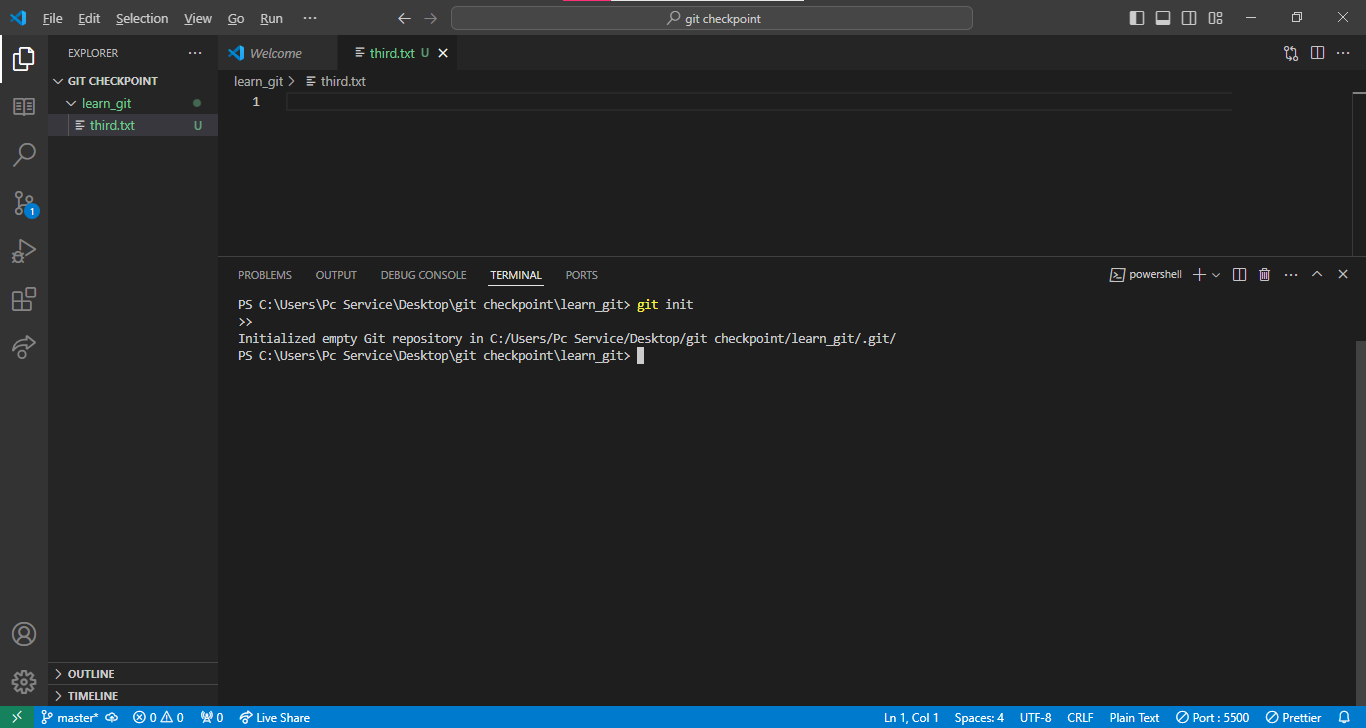 File Edit Selection View Go Run ··· git checkpoint
EXPLORER ···
GIT CHECKPOINT
learn_git
third.txt U
1
OUTLINE
TIMELINE
Welcome third.txt U
learn_git > third.txt
1
PROBLEMS OUTPUT DEBUG CONSOLE TERMINAL PORTS powershell
PS C:\Users\Pc Service\Desktop\git checkpoint\learn_git> git init
>>
Initialized empty Git repository in C:/Users/Pc Service/Desktop/git checkpoint/learn_git/.git/
PS C:\Users\Pc Service\Desktop\git checkpoint\learn_git>
master* 0 0 0 Live Share Ln 1, Col 1 Spaces: 4 UTF-8 CRLF Plain Text Port : 5500 Prettier